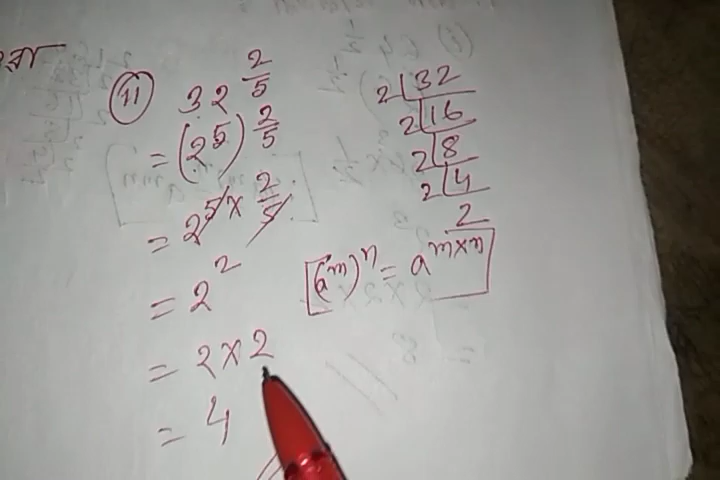 (11) 32^{2/5}
= (2^5)^{2/5}
= 2^{5 × 2/5}
= 2^2
= 2 × 2
= 4
2 | 32
2 | 16
2 | 8
2 | 4
2
[(a^m)^n = a^{m×n}]